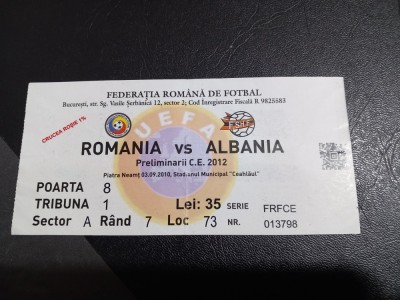 FEDERAȚIA ROMÂNĂ DE FOTBAL
București, str. Sg. Vasile Șerbănică 12, sector 2; Cod Înregistrare Fiscală R 9825583
CRUCEA ROȘIE 1%
UEFA
ROMANIA vs ALBANIA
Preliminarii C.E. 2012
Piatra Neamț 03.09.2010, Stadionul Municipal "Ceahlăul"
POARTA 8
TRIBUNA 1 Lei: 35 SERIE FRFCE
Sector A Rând 7 Loc 73 NR. 013798